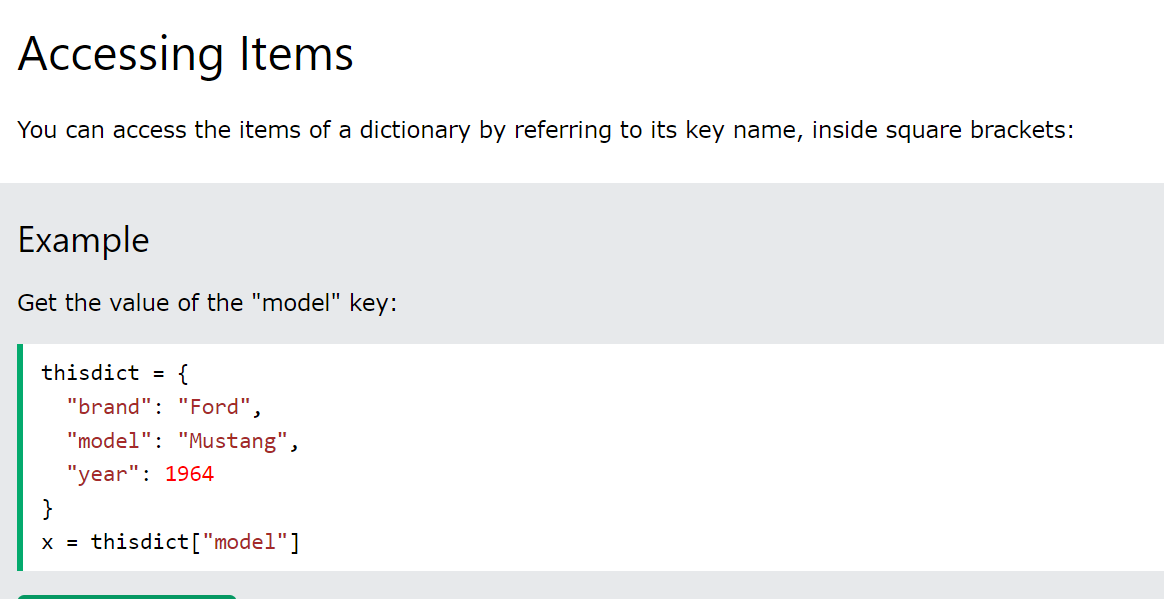 Accessing Items
You can access the items of a dictionary by referring to its key name, inside square brackets:
Example
Get the value of the "model" key:
thisdict = {
  "brand": "Ford",
  "model": "Mustang",
  "year": 1964
}
x = thisdict["model"]